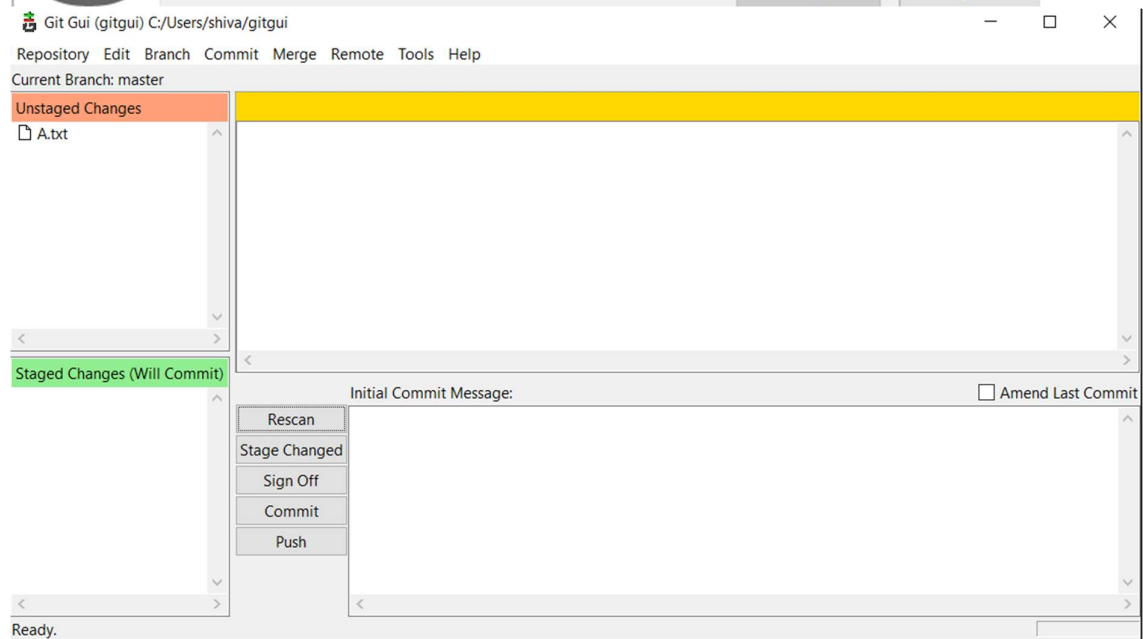 Git Gui (gitgui) C:/Users/shiva/gitgui
Repository Edit Branch Commit Merge Remote Tools Help
Current Branch: master
Unstaged Changes
A.txt
Staged Changes (Will Commit)
Initial Commit Message:
Amend Last Commit
Rescan
Stage Changed
Sign Off
Commit
Push
Ready.